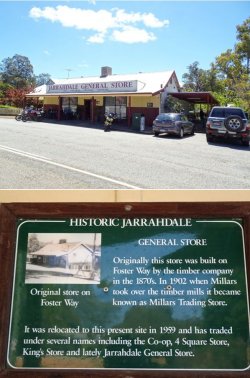 JARRAHDALE GENERAL STORE
HISTORIC JARRAHDALE
GENERAL STORE
Originally this store was built on
Foster Way by the timber company
in the 1870s. In 1902 when Millars
took over the timber mills it became
known as Millars Trading Store.
Original store on
Foster Way
It was relocated to this present site in 1959 and has traded
under several names including the Co-op, 4 Square Store,
King's Store and lately Jarrahdale General Store.